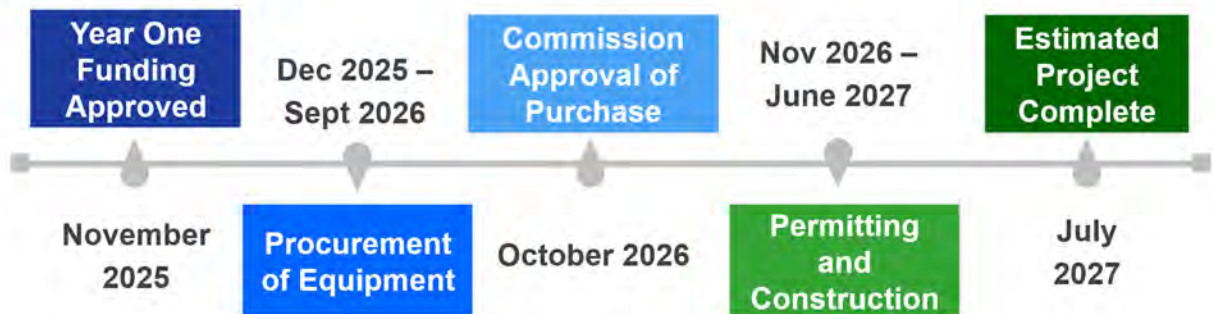 Year One
Funding
Approved
November
2025
Dec 2025 –
Sept 2026
Procurement
of Equipment
Commission
Approval of
Purchase
October 2026
Nov 2026 –
June 2027
Permitting
and
Construction
Estimated
Project
Complete
July
2027